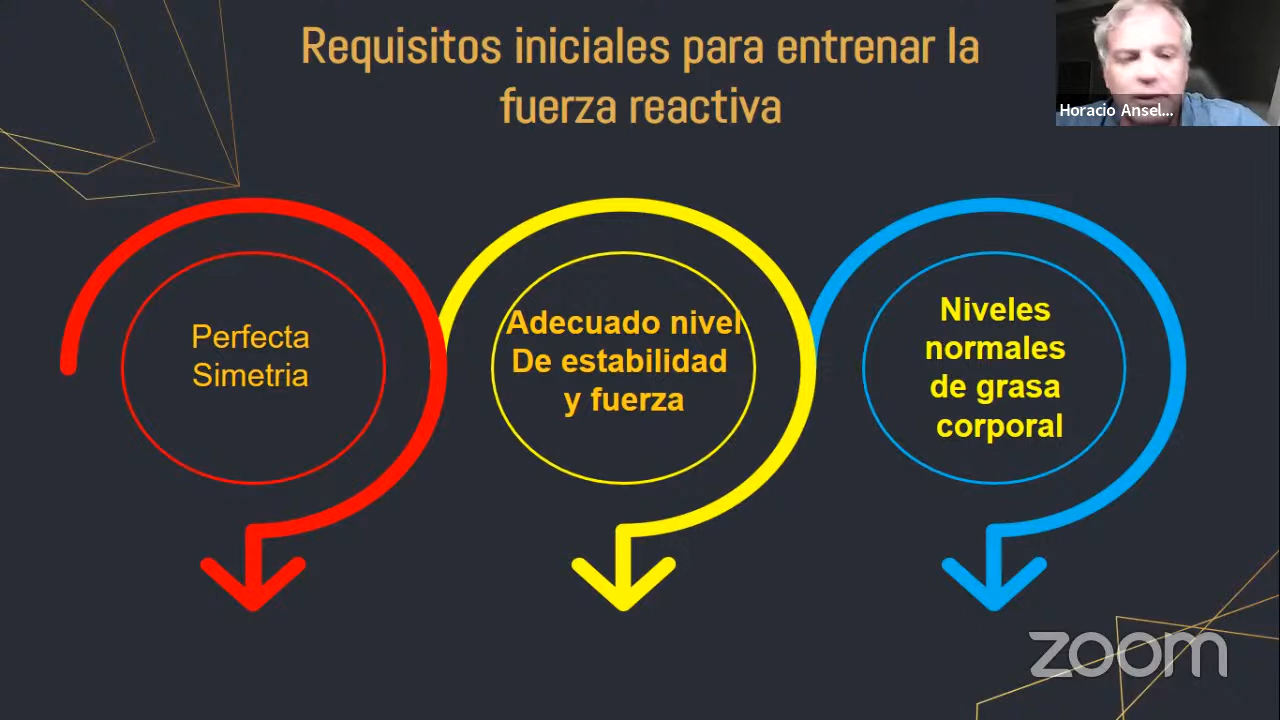 Requisitos iniciales para entrenar la
fuerza reactiva
Horacio Ansel...
Perfecta
Simetria
Adecuado nivel
De estabilidad
y fuerza
Niveles
normales
de grasa
corporal
zoom